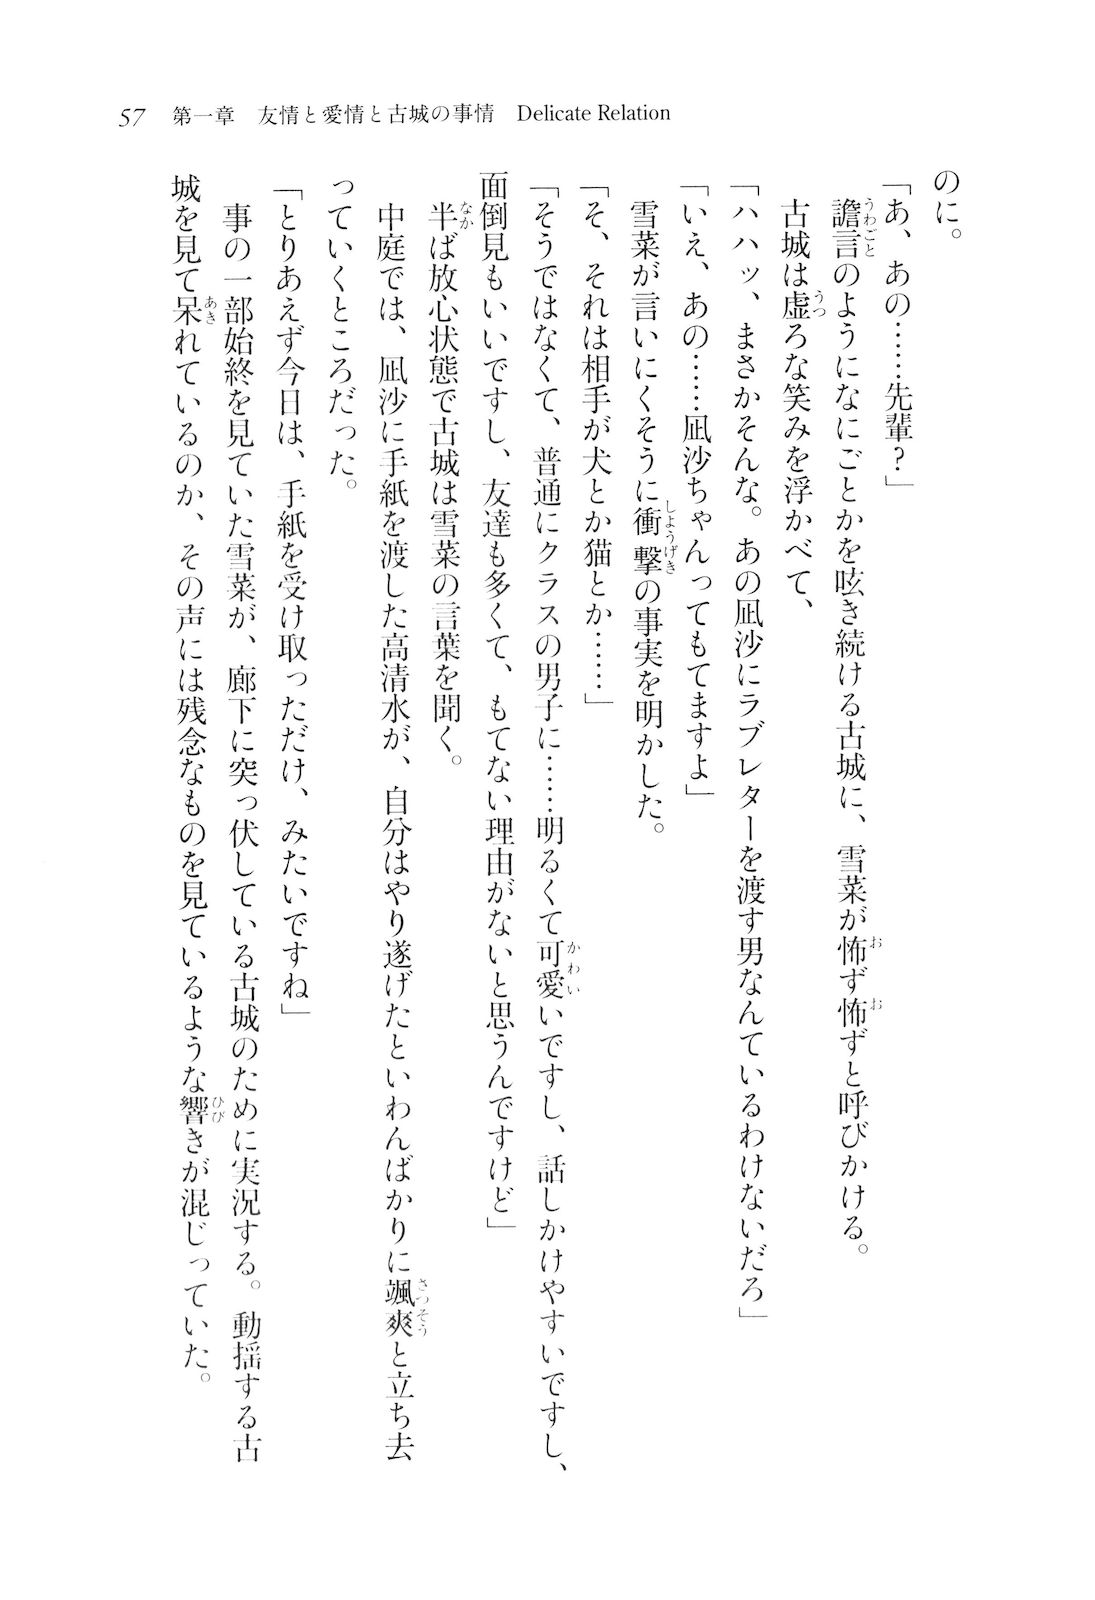 57 第一章 友情と愛情と古城の事情 Delicate Relation
のに。
「あ、あの……先輩?」
譫言のようになにごとかを呟き続ける古城に、雪菜が怖ず怖ずと呼びかける。
古城は虚ろな笑みを浮かべて、
「ハハッ、まさかそんな。あの凪沙にラブレターを渡す男なんているわけないだろ」
「いえ、あの……凪沙ちゃんってもてますよ」
雪菜が言いにくそうに衝撃の事実を明かした。
「そ、それは相手が犬とか猫とか……」
「そうではなくて、普通にクラスの男子に……明るくて可愛いですし、話しかけやすいですし、
面倒見もいいですし、友達も多くて、もてない理由がないと思うんですけど」
半ば放心状態で古城は雪菜の言葉を聞く。
中庭では、凪沙に手紙を渡した高清水が、自分はやり遂げたといわんばかりに颯爽と立ち去
っていくところだった。
「とりあえず今日は、手紙を受け取っただけ、みたいですね」
事の一部始終を見ていた雪菜が、廊下に突っ伏している古城のために実況する。動揺する古
城を見て呆れているのか、その声には残念なものを見ているような響きが混じっていた。